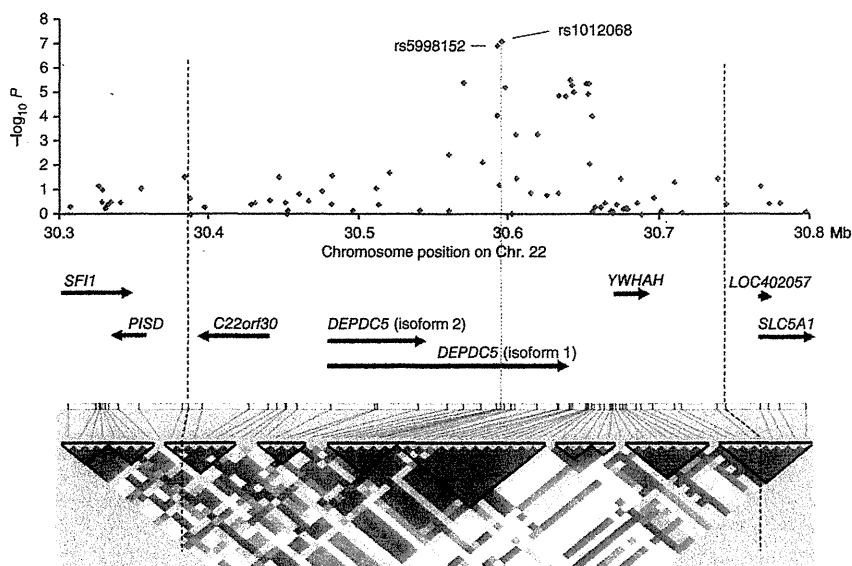 8
7
6
5
4
3
2
1
0
–log10 P
rs5998152
rs1012068
30.3
30.4
30.5
30.6
30.7
30.8 Mb
Chromosome position on Chr. 22
SFI1
YWHAH
LOC402057
PISD
C22orf30
DEPDC5 (isoform 2)
SLC5A1
DEPDC5 (isoform 1)